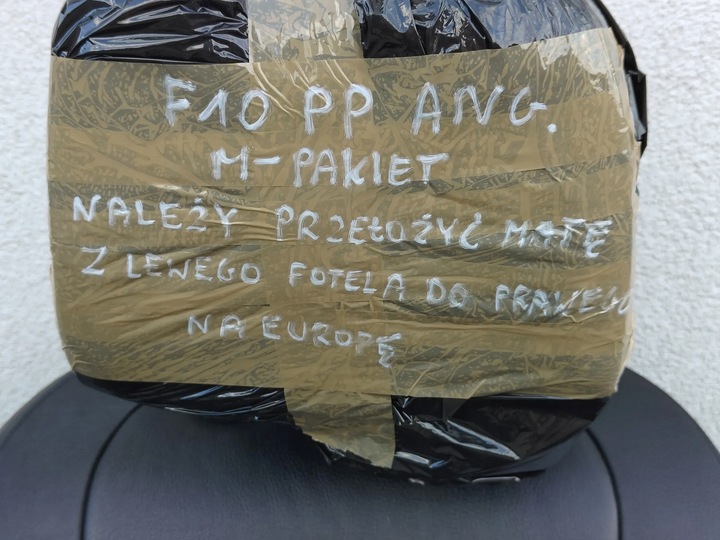 F10 PP ANG.
M-PAKIET
NALEŻY PRZEŁOŻYĆ MATĘ
Z LEWEGO FOTELA DO PRAWEGO
NA EUROPĘ